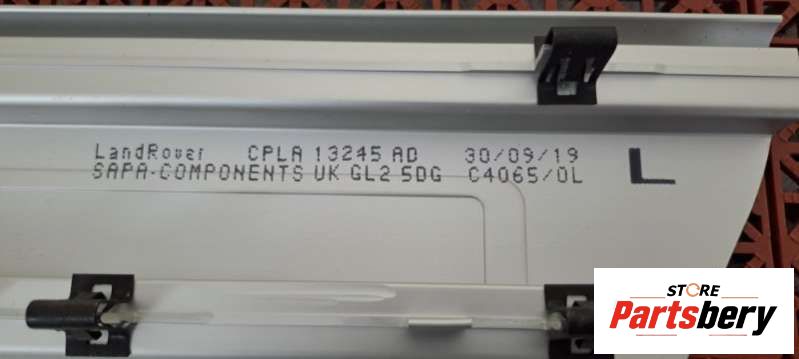 LandRover CPLA 13245 AD 30/09/19 L
SAPA-COMPONENTS UK GL2 5DG C4065/0L
STORE
Partsbery